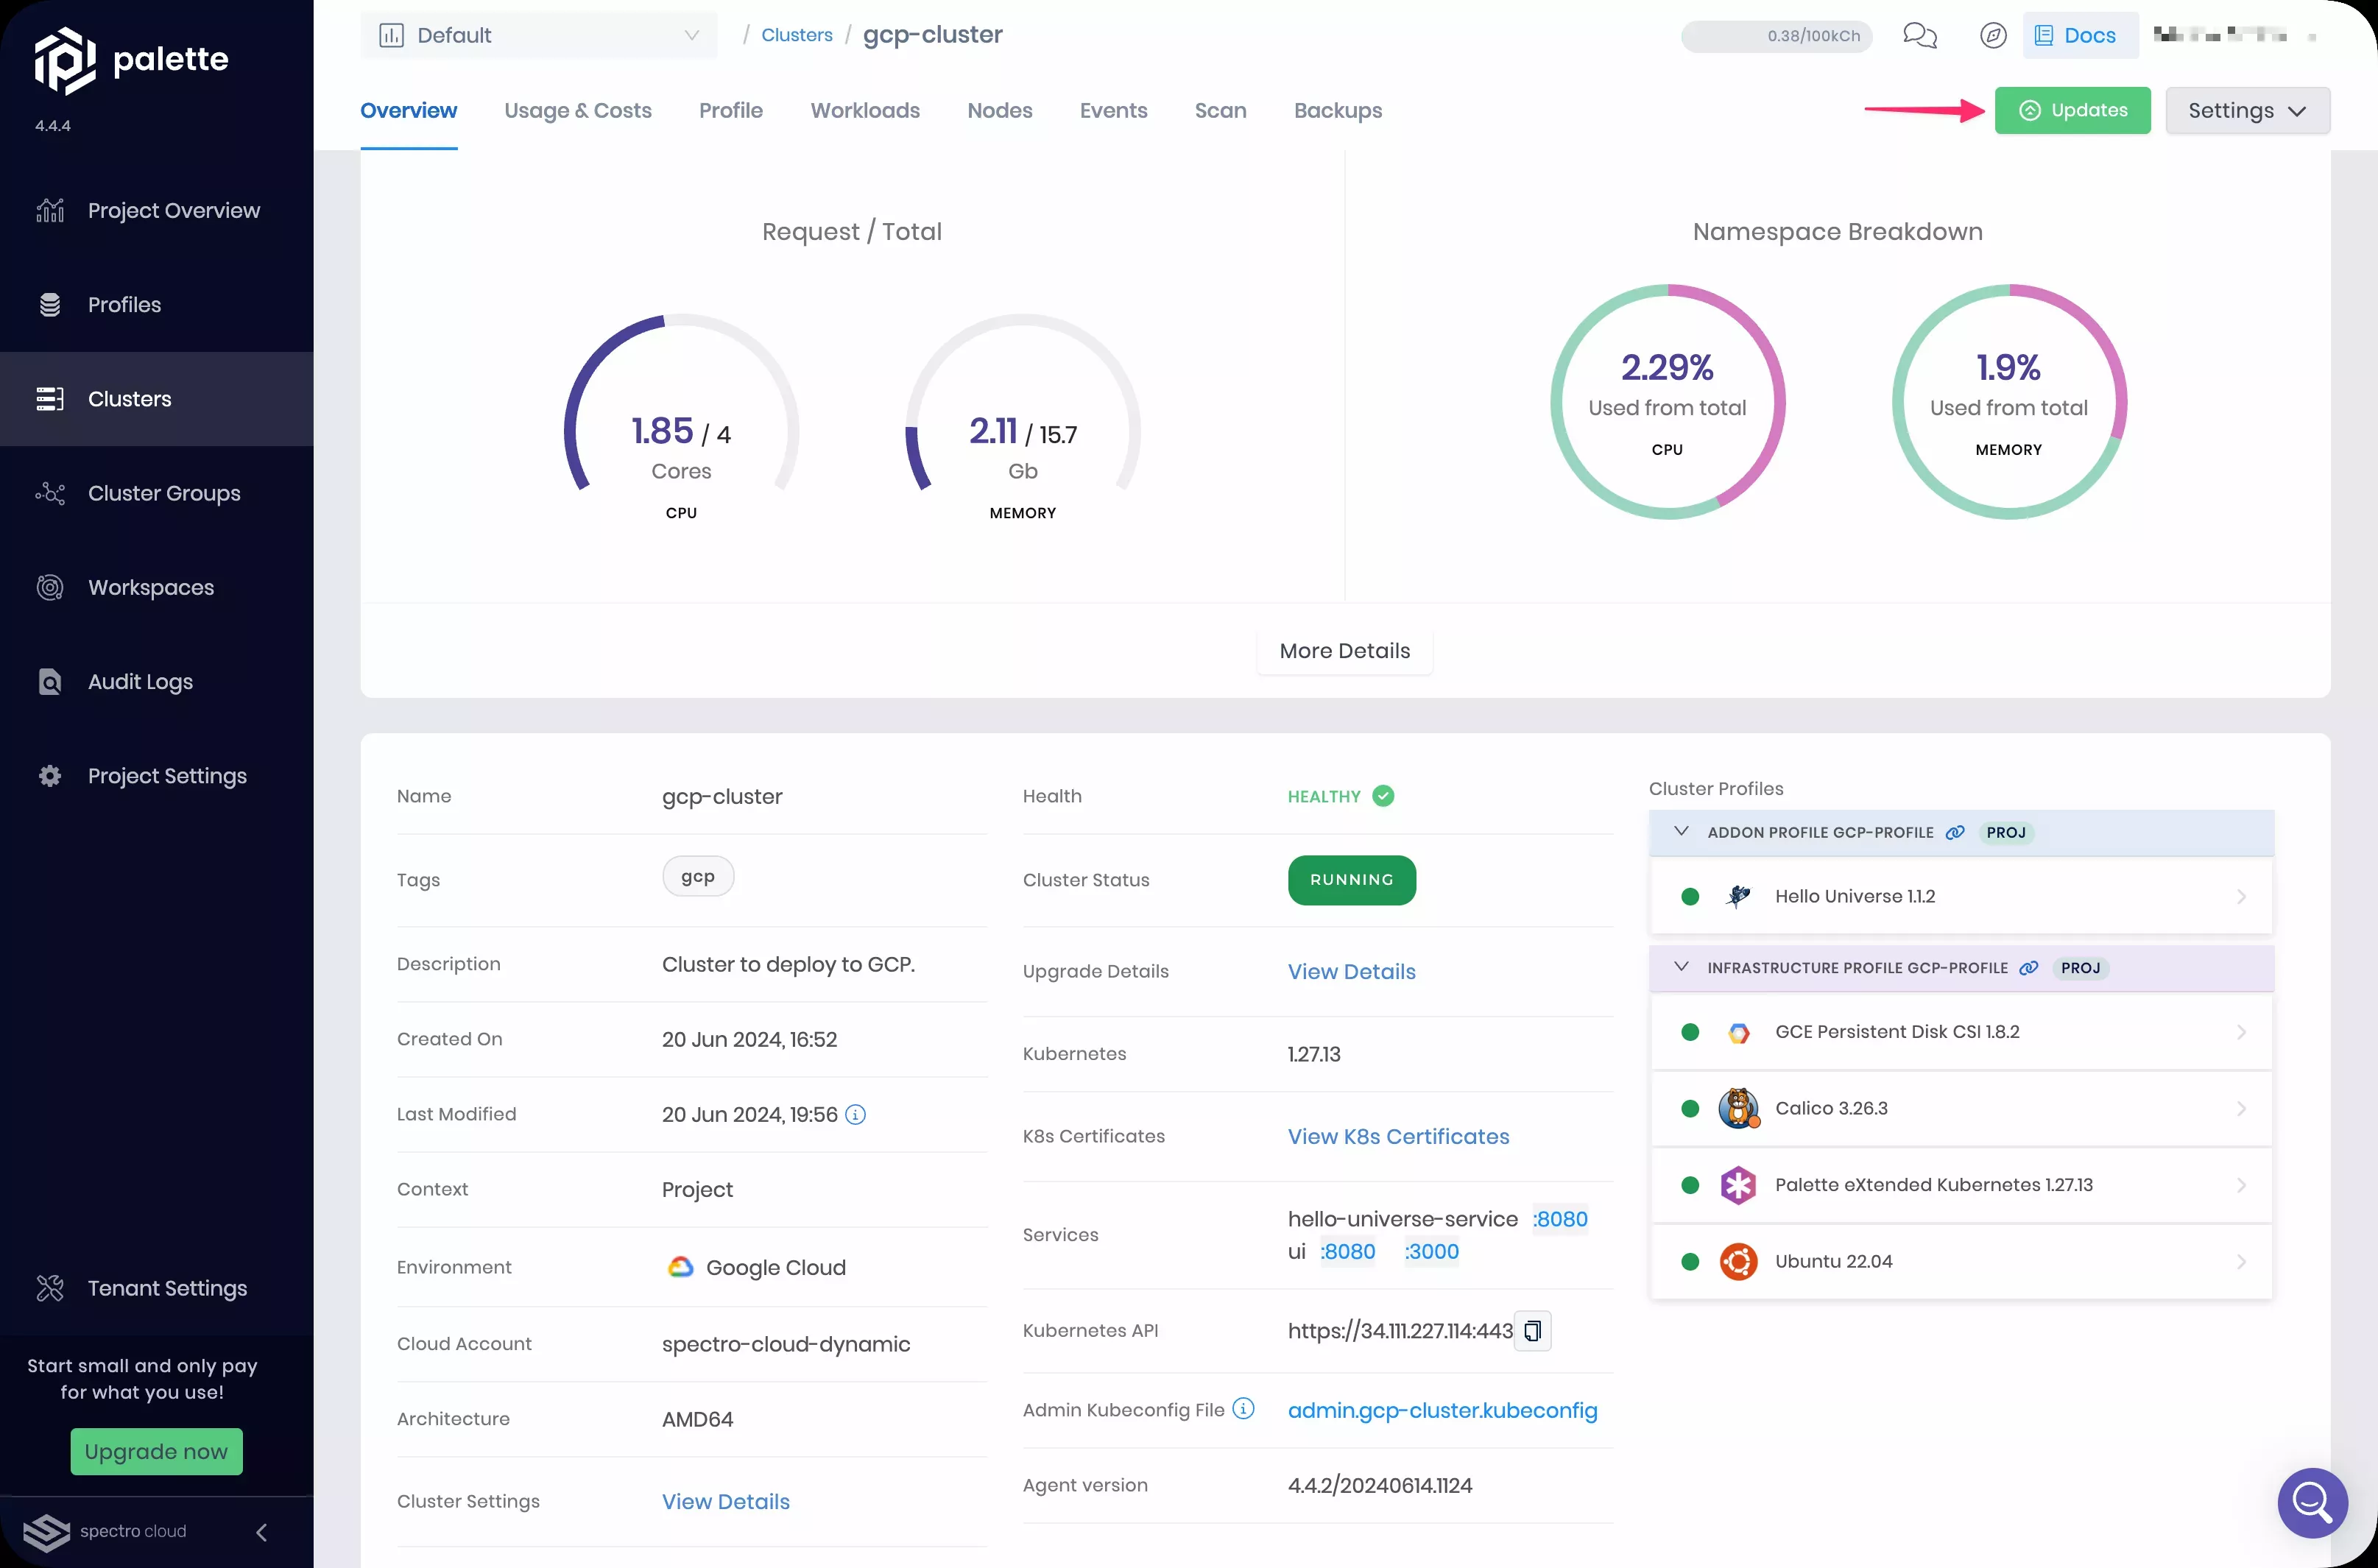 palette
4.4.4
Project Overview
Profiles
Clusters
Cluster Groups
Workspaces
Audit Logs
Project Settings
Tenant Settings
Start small and only pay
for what you use!
Upgrade now
spectro cloud
Default
/ Clusters / gcp-cluster
0.38/100kCh
Docs
Overview
Usage & Costs
Profile
Workloads
Nodes
Events
Scan
Backups
Updates
Settings
Request / Total
1.85 / 4
Cores
CPU
2.11 / 15.7
Gb
MEMORY
Namespace Breakdown
2.29%
Used from total
CPU
1.9%
Used from total
MEMORY
More Details
Name gcp-cluster
Tags gcp
Description Cluster to deploy to GCP.
Created On 20 Jun 2024, 16:52
Last Modified 20 Jun 2024, 19:56
Context Project
Environment Google Cloud
Cloud Account spectro-cloud-dynamic
Architecture AMD64
Cluster Settings View Details
Health HEALTHY
Cluster Status RUNNING
Upgrade Details View Details
Kubernetes 1.27.13
K8s Certificates View K8s Certificates
Services hello-universe-service :8080
ui :8080 :3000
Kubernetes API https://34.111.227.114:443
Admin Kubeconfig File admin.gcp-cluster.kubeconfig
Agent version 4.4.2/20240614.1124
Cluster Profiles
ADDON PROFILE GCP-PROFILE PROJ
Hello Universe 1.1.2
INFRASTRUCTURE PROFILE GCP-PROFILE PROJ
GCE Persistent Disk CSI 1.8.2
Calico 3.26.3
Palette eXtended Kubernetes 1.27.13
Ubuntu 22.04